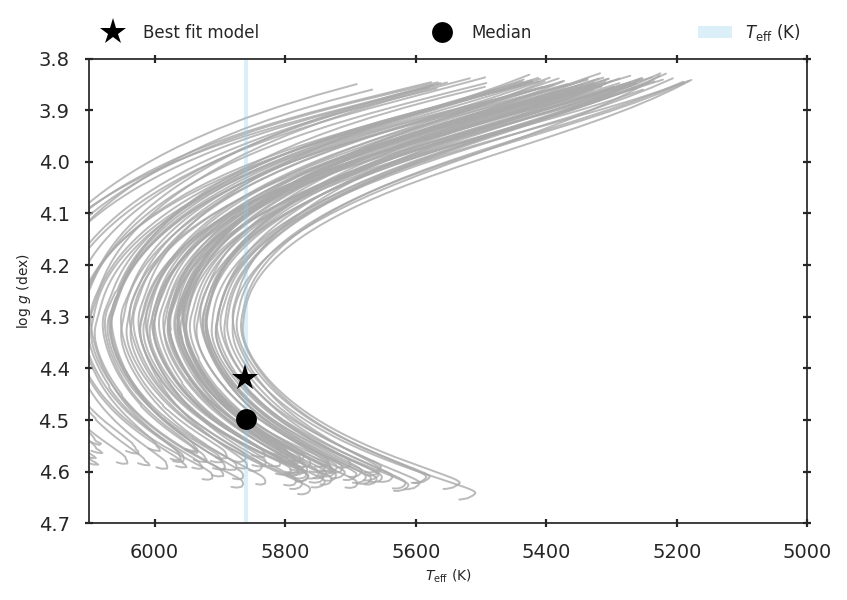 Best fit model Median T_eff (K)
3.8
3.9
4.0
4.1
4.2
4.3
4.4
4.5
4.6
4.7
log g (dex)
6000 5800 5600 5400 5200 5000
T_eff (K)